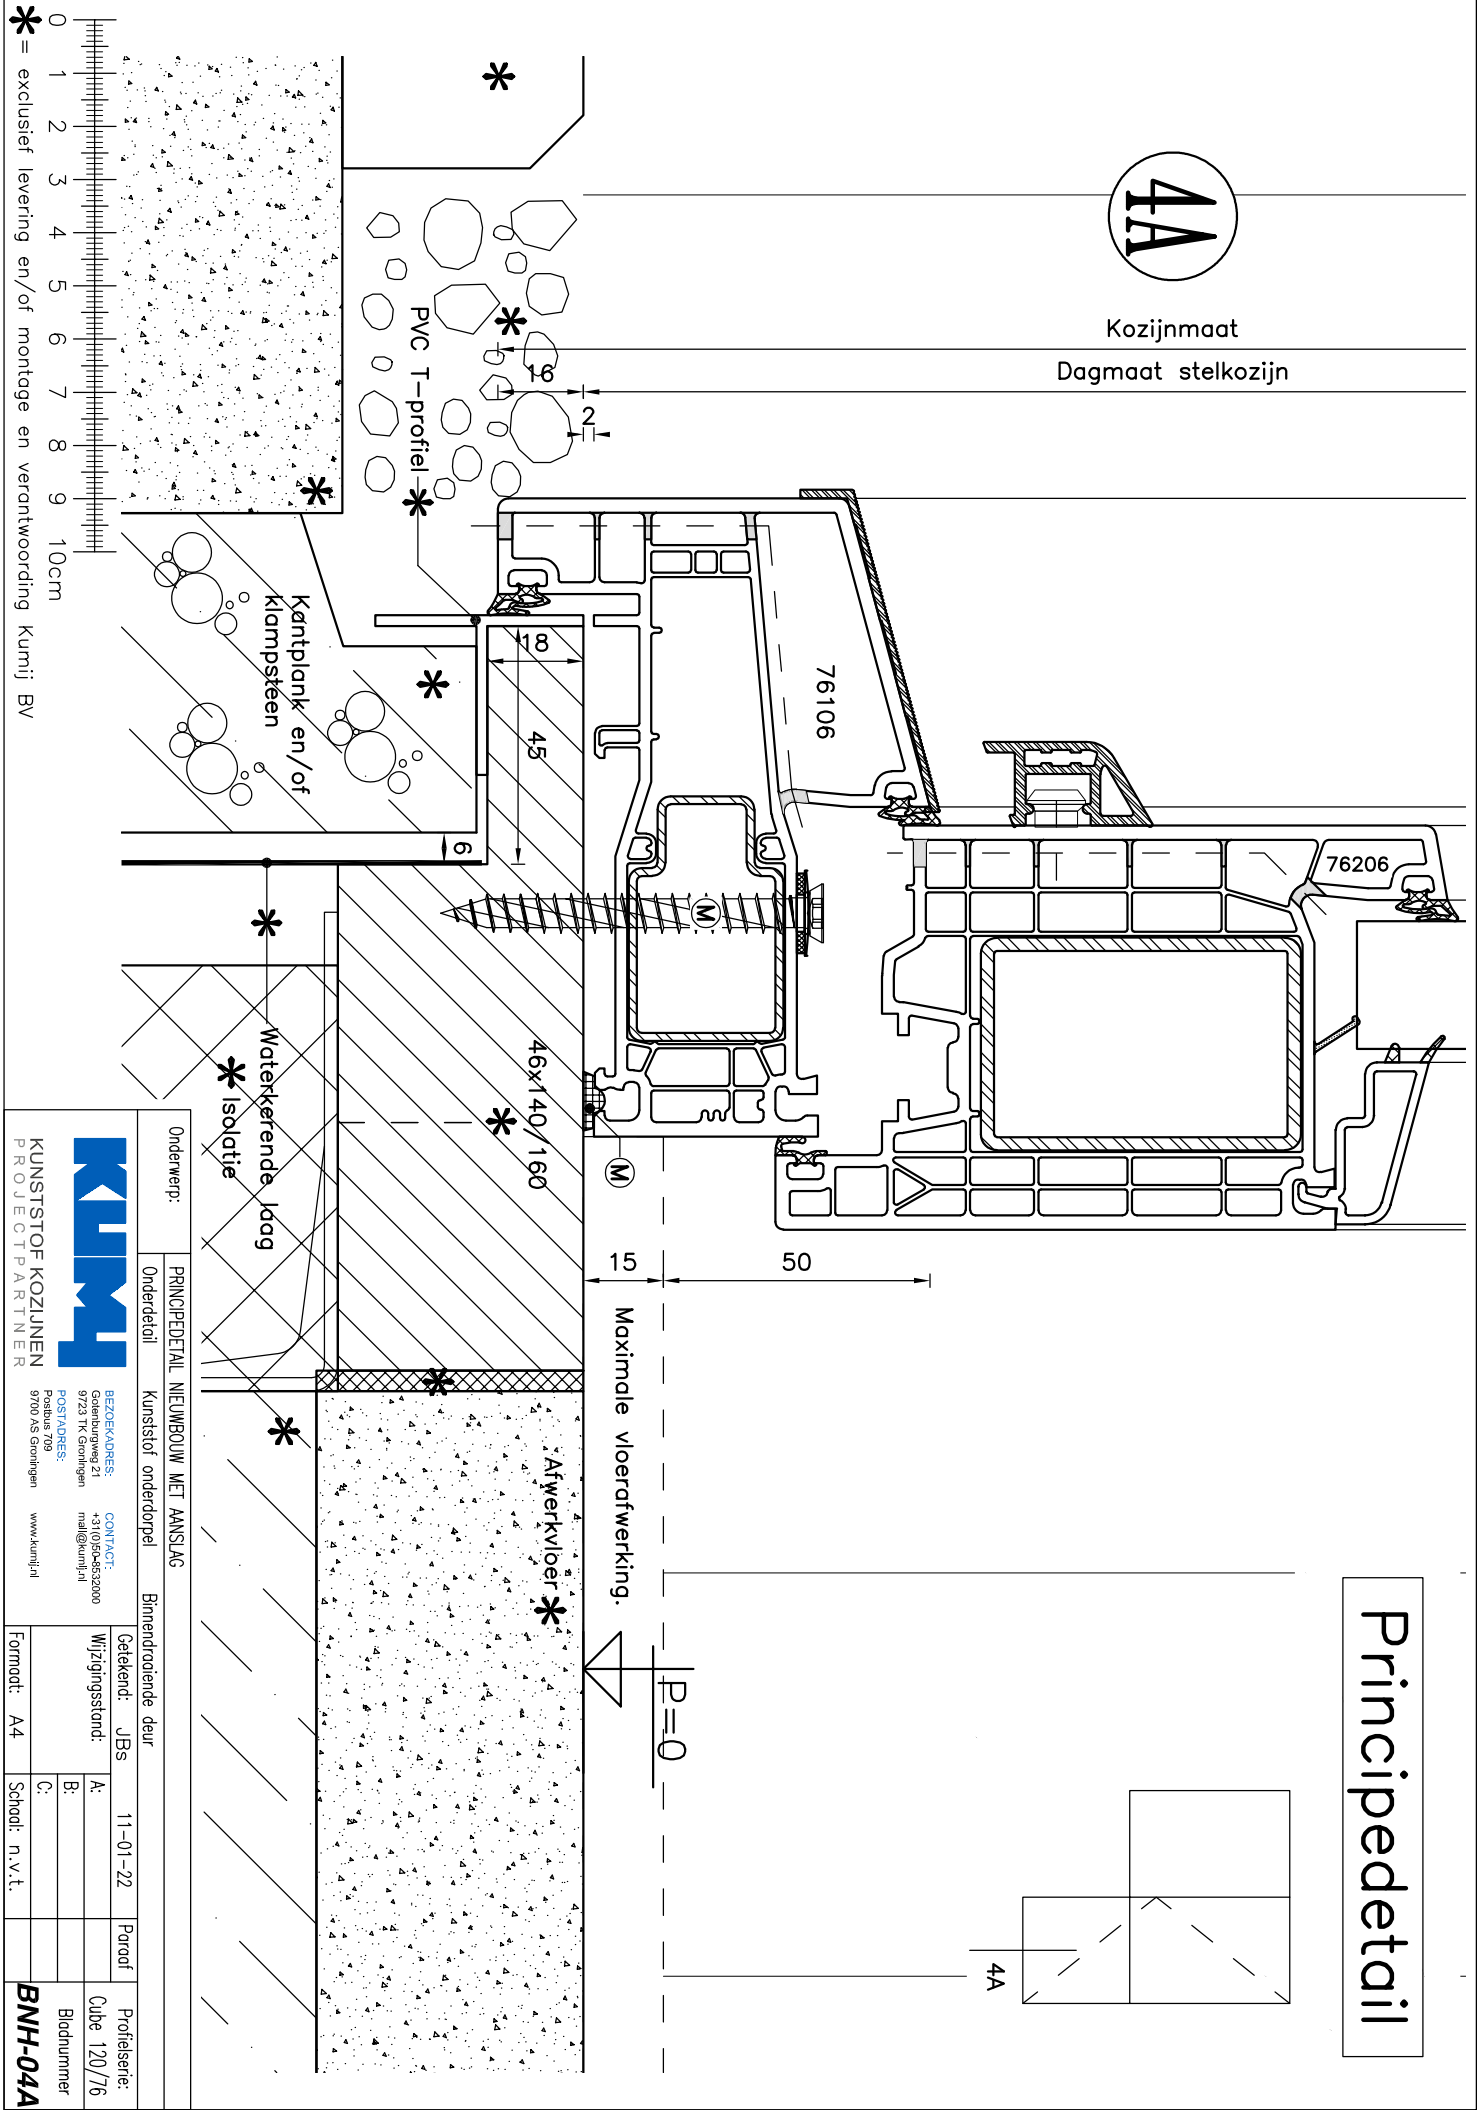 Principedetail
4A
Kozijnmaat
Dagmaat stelkozijn
16
2
PVC T-profiel
76106
76206
18
45
6
Kantplank en/of
klampsteen
M
46x140/160
M
Waterkerende laag
Isolatie
15
50
Maximale vloerafwerking.
Afwerkvloer
P=0
4A
0 1 2 3 4 5 6 7 8 9 10cm
* = exclusief levering en/of montage en verantwoording Kumij BV
Onderwerp:
PRINCIPEDETAIL NIEUWBOUW MET AANSLAG
Onderdetail Kunststof onderdorpel Binnendraaiende deur
KUMIJ
KUNSTSTOF KOZIJNEN
PROJECTPARTNER
BEZOEKADRES:
Gotenburgweg 21
9723 TK Groningen
POSTADRES:
Postbus 709
9700 AS Groningen
CONTACT:
+31(0)50-8532000
mail@kumij.nl
www.kumij.nl
Getekend: JBs 11-01-22 Paraaf
Wijzigingsstand: A:
B:
C:
Formaat: A4 Schaal: n.v.t.
Profielserie:
Cube 120/76
Bladnummer
BNH-04A